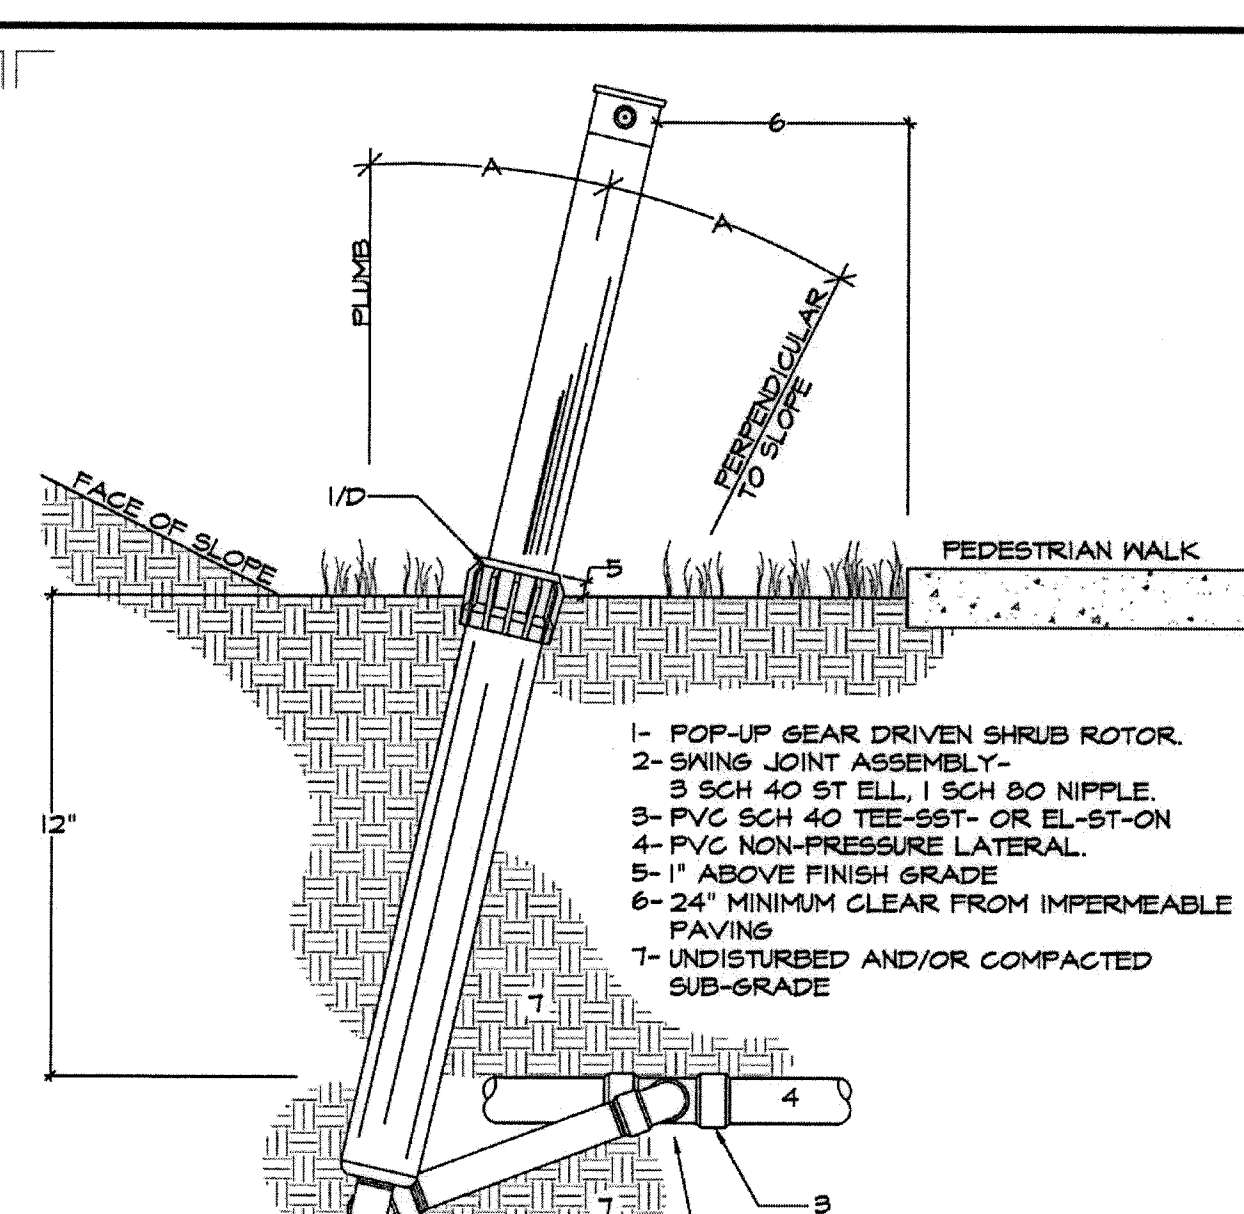 6
A
A
PLUMB
PERPENDICULAR
TO SLOPE
FACE OF SLOPE
1/D
5
PEDESTRIAN WALK
12"
1- POP-UP GEAR DRIVEN SHRUB ROTOR.
2- SWING JOINT ASSEMBLY-
3 SCH 40 ST ELL, 1 SCH 80 NIPPLE.
3- PVC SCH 40 TEE-SST- OR EL-ST-ON
4- PVC NON-PRESSURE LATERAL.
5- 1" ABOVE FINISH GRADE
6- 24" MINIMUM CLEAR FROM IMPERMEABLE
PAVING
7- UNDISTURBED AND/OR COMPACTED
SUB-GRADE
7
4
7
3